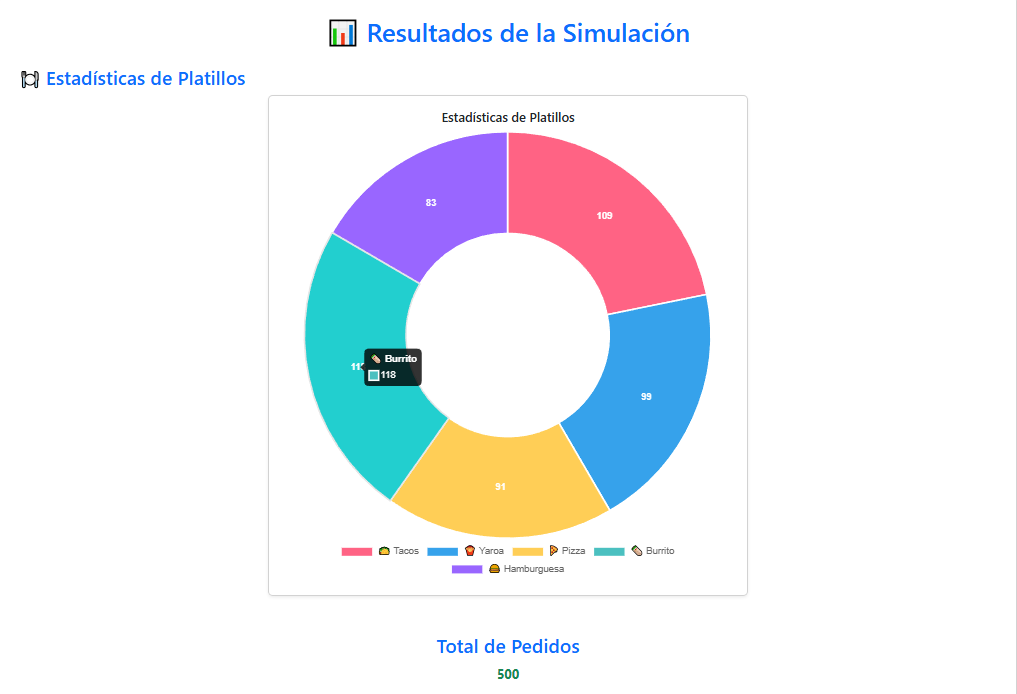 Resultados de la Simulación
Estadísticas de Platillos
Estadísticas de Platillos
83
109
Burrito
118
99
91
Tacos Yaroa Pizza Burrito
Hamburguesa
Total de Pedidos
500